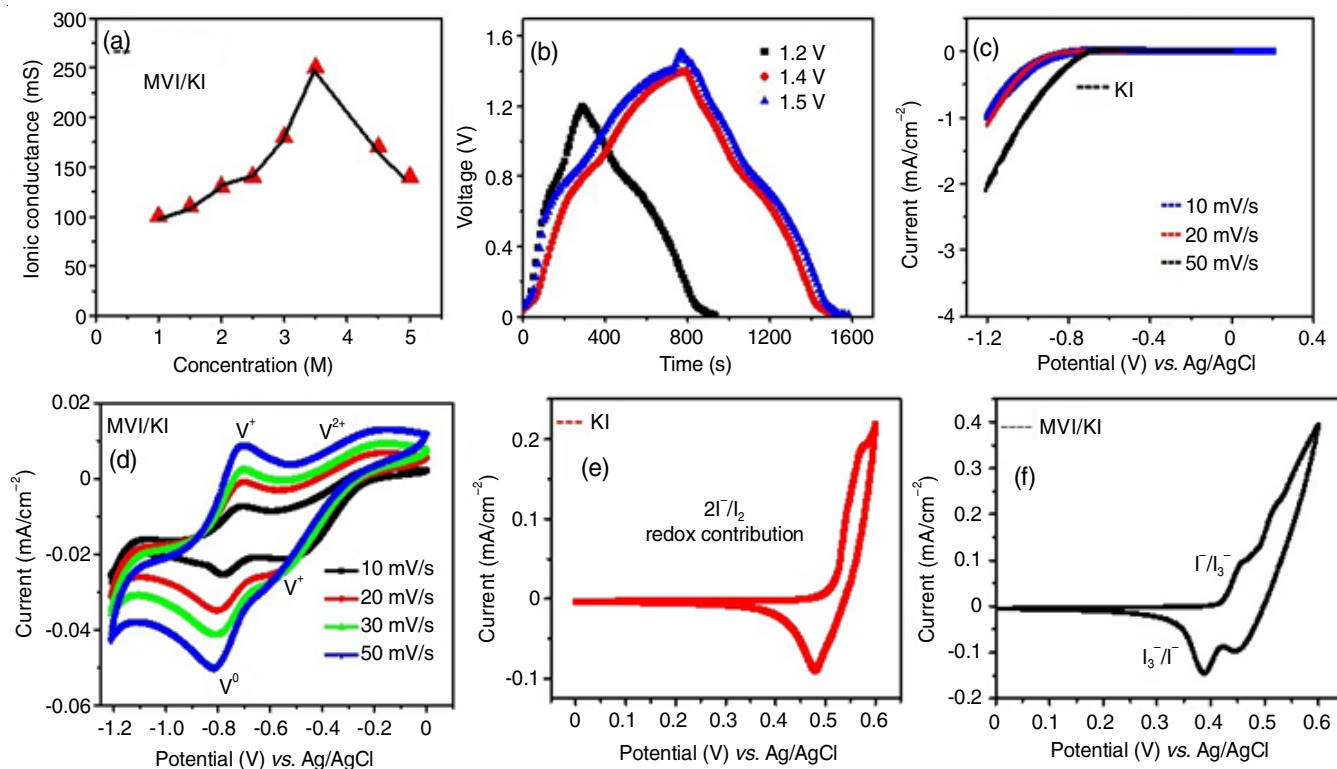 (a)
MVI/KI
Ionic conductance (mS)
300
250
200
150
100
50
0
0
1
2
3
4
5
Concentration (M)
(b)
1.2 V
1.4 V
1.5 V
Voltage (V)
1.6
1.2
0.8
0.4
0
0
400
800
1200
1600
Time (s)
(c)
KI
10 mV/s
20 mV/s
50 mV/s
Current (mA/cm⁻²)
0
-1
-2
-3
-4
-1.2
-0.8
-0.4
0
0.4
Potential (V) vs. Ag/AgCl
MVI/KI
(d)
V⁺
V²⁺
V⁺
V⁰
10 mV/s
20 mV/s
30 mV/s
50 mV/s
Current (mA/cm⁻²)
0.02
0
-0.02
-0.04
-0.06
-1.2
-1.0
-0.8
-0.6
-0.4
-0.2
0
Potential (V) vs. Ag/AgCl
KI
(e)
2I⁻/I₂
redox contribution
Current (mA/cm⁻²)
0.2
0.1
0
-0.1
0
0.1
0.2
0.3
0.4
0.5
0.6
Potential (V) vs. Ag/AgCl
MVI/KI
(f)
I⁻/I₃⁻
I₃⁻/I⁻
Current (mA/cm⁻²)
0.4
0.3
0.2
0.1
0
-0.1
-0.2
0
0.1
0.2
0.3
0.4
0.5
0.6
Potential (V) vs. Ag/AgCl